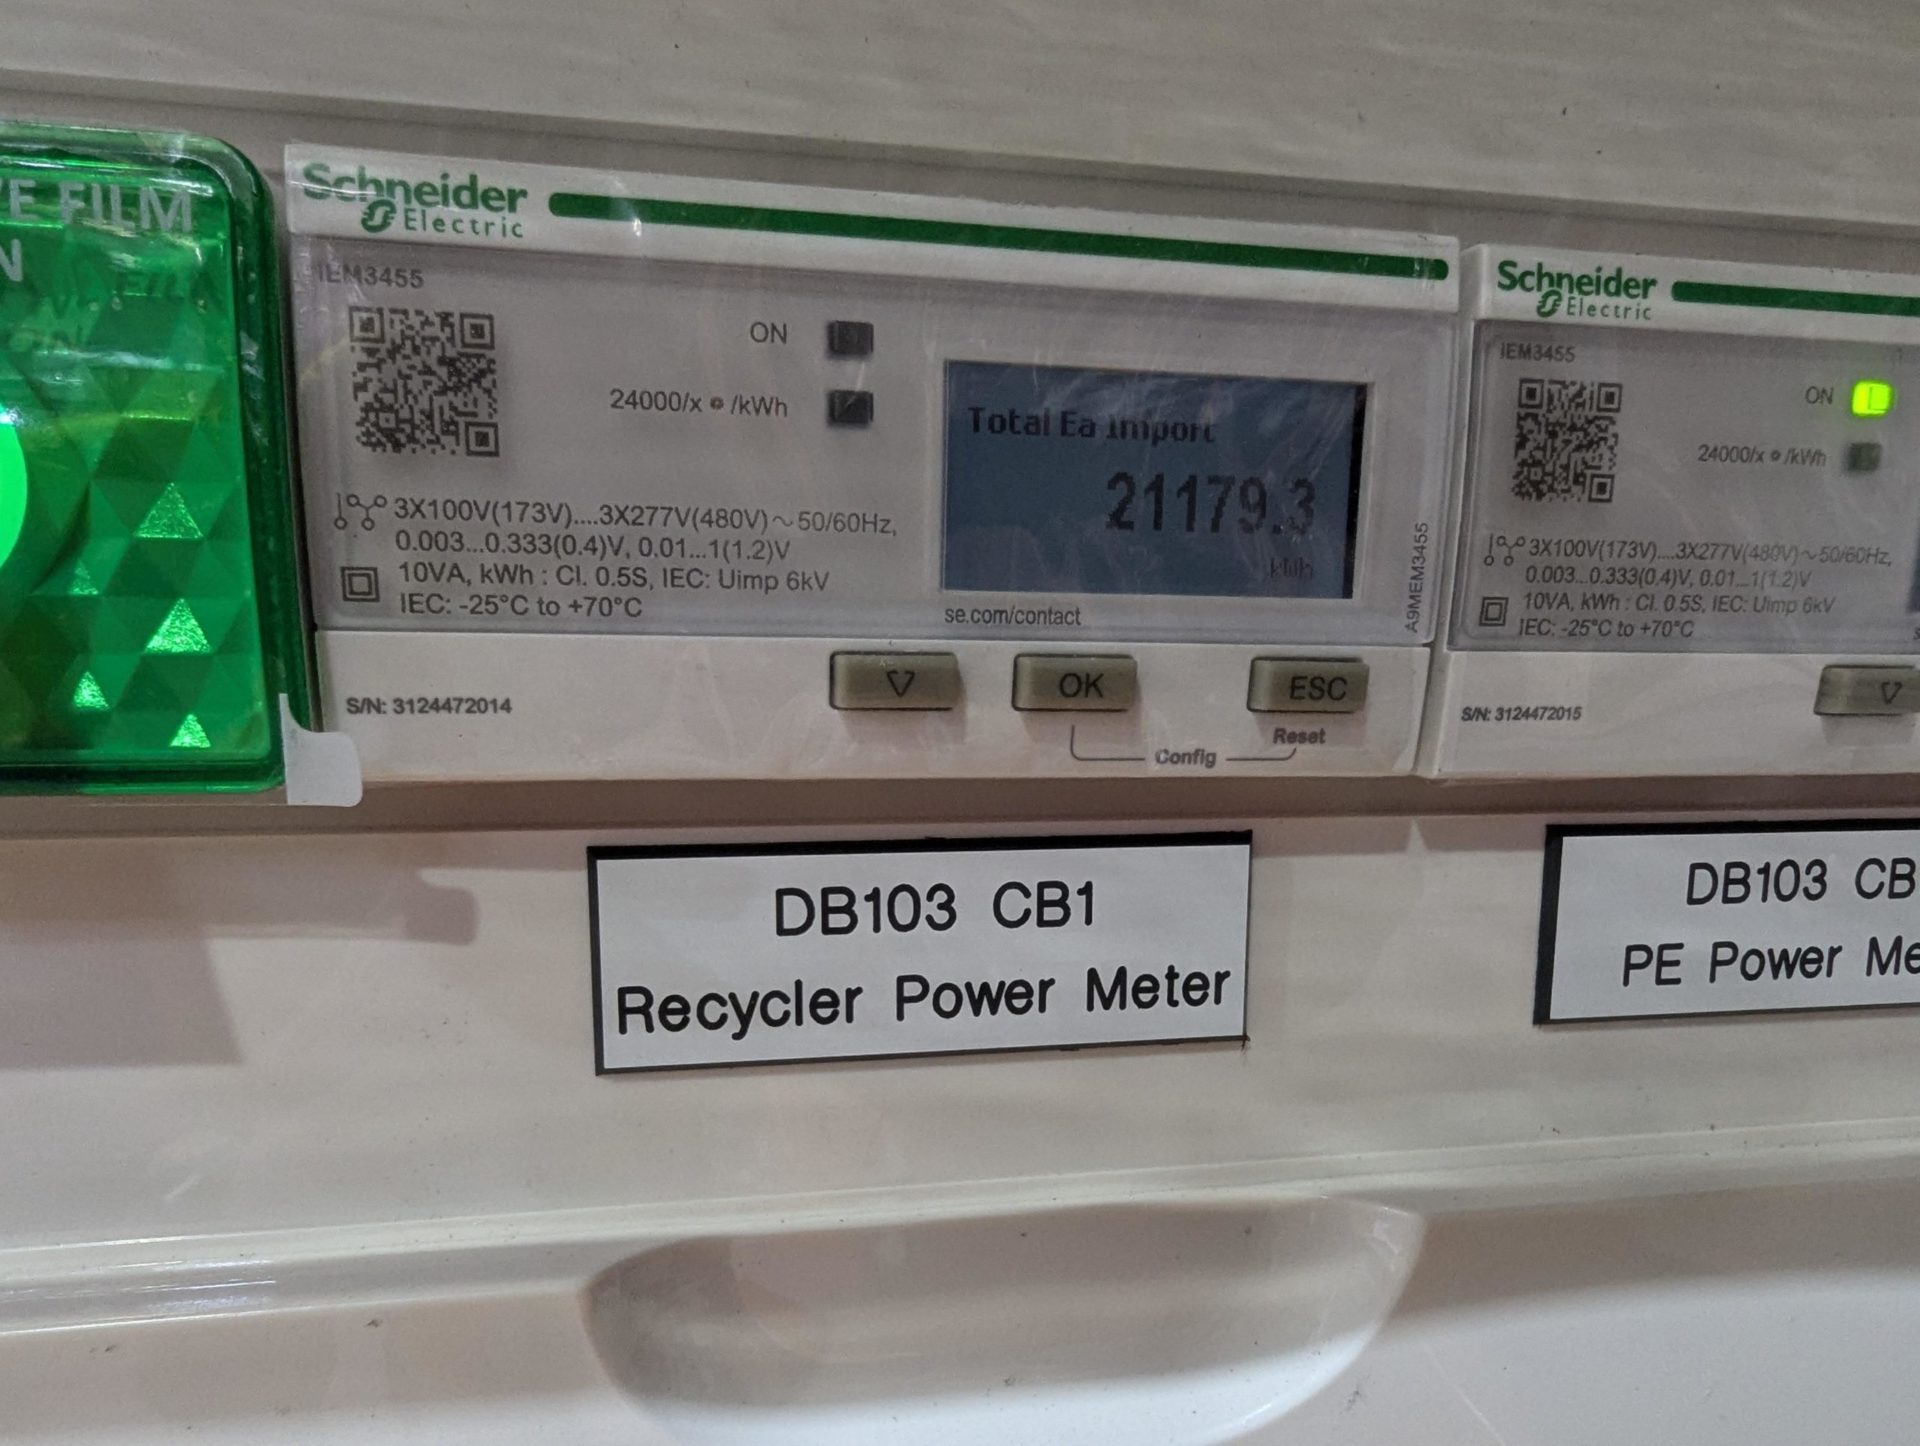 E FILM
N
Schneider
Electric
iEM3455
ON
24000/x /kWh
3X100V(173V)....3X277V(480V)~50/60Hz,
0.003...0.333(0.4)V, 0.01...1(1.2)V
10VA, kWh : Cl. 0.5S, IEC: Uimp 6kV
IEC: -25°C to +70°C
Total Ea Import
21179.3
kWh
se.com/contact
A9MEM3455
S/N: 3124472014
OK
ESC
Config
Reset
Schneider
Electric
iEM3455
ON
24000/x /kWh
3X100V(173V)....3X277V(480V)~50/60Hz,
0.003...0.333(0.4)V, 0.01...1(1.2)V
10VA, kWh : Cl. 0.5S, IEC: Uimp 6kV
IEC: -25°C to +70°C
S/N: 3124472015
DB103 CB1
Recycler Power Meter
DB103 CB
PE Power Me